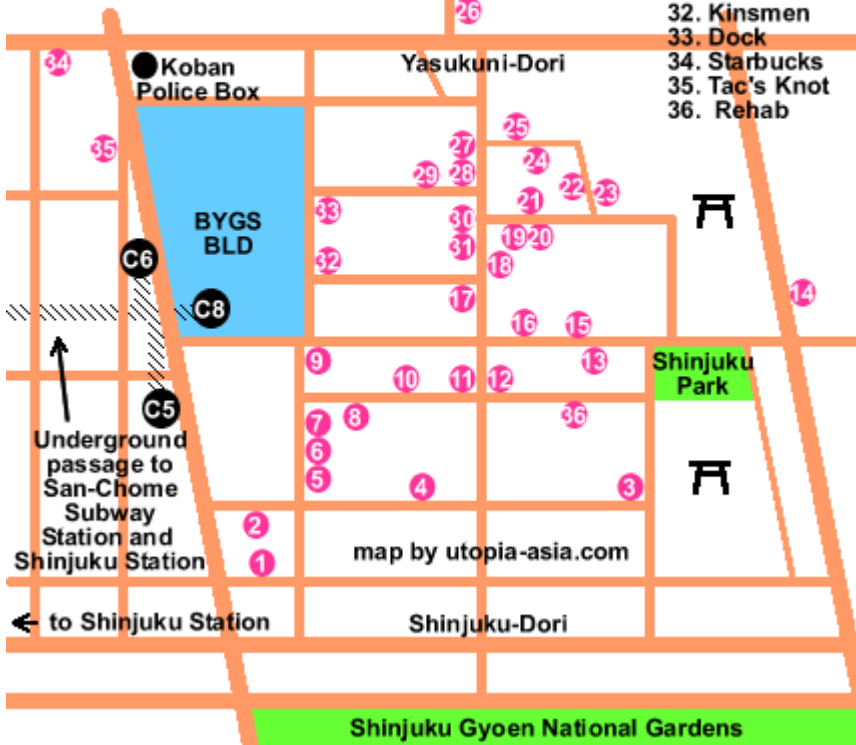 26
32. Kinsmen
33. Dock
34. Starbucks
35. Tac's Knot
36. Rehab
34
Koban
Police Box
Yasukuni-Dori
35
25
27
24
29
28
22
23
21
33
30
BYGS
BLD
31
19
20
C6
32
18
17
14
C8
16
15
9
13
Shinjuku
Park
10
11
12
C5
7
8
36
6
5
4
3
Underground
passage to
San-Chome
Subway
Station and
Shinjuku Station
2
1
map by utopia-asia.com
to Shinjuku Station
Shinjuku-Dori
Shinjuku Gyoen National Gardens